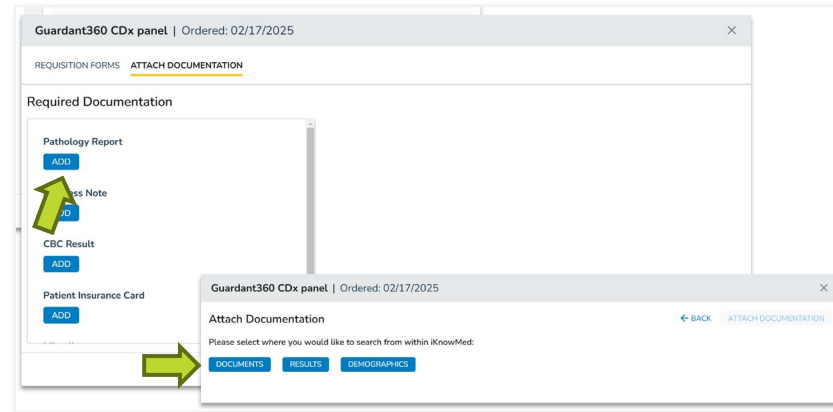 Guardant360 CDx panel | Ordered: 02/17/2025
REQUISITION FORMS ATTACH DOCUMENTATION
Required Documentation
Pathology Report
ADD
Note
CBC Result
ADD
Patient Insurance Card
ADD
Guardant360 CDx panel | Ordered: 02/17/2025
Attach Documentation
← BACK ATTACH DOCUMENTATION
Please select where you would like to search from within iKnowMed:
DOCUMENTS RESULTS DEMOGRAPHICS